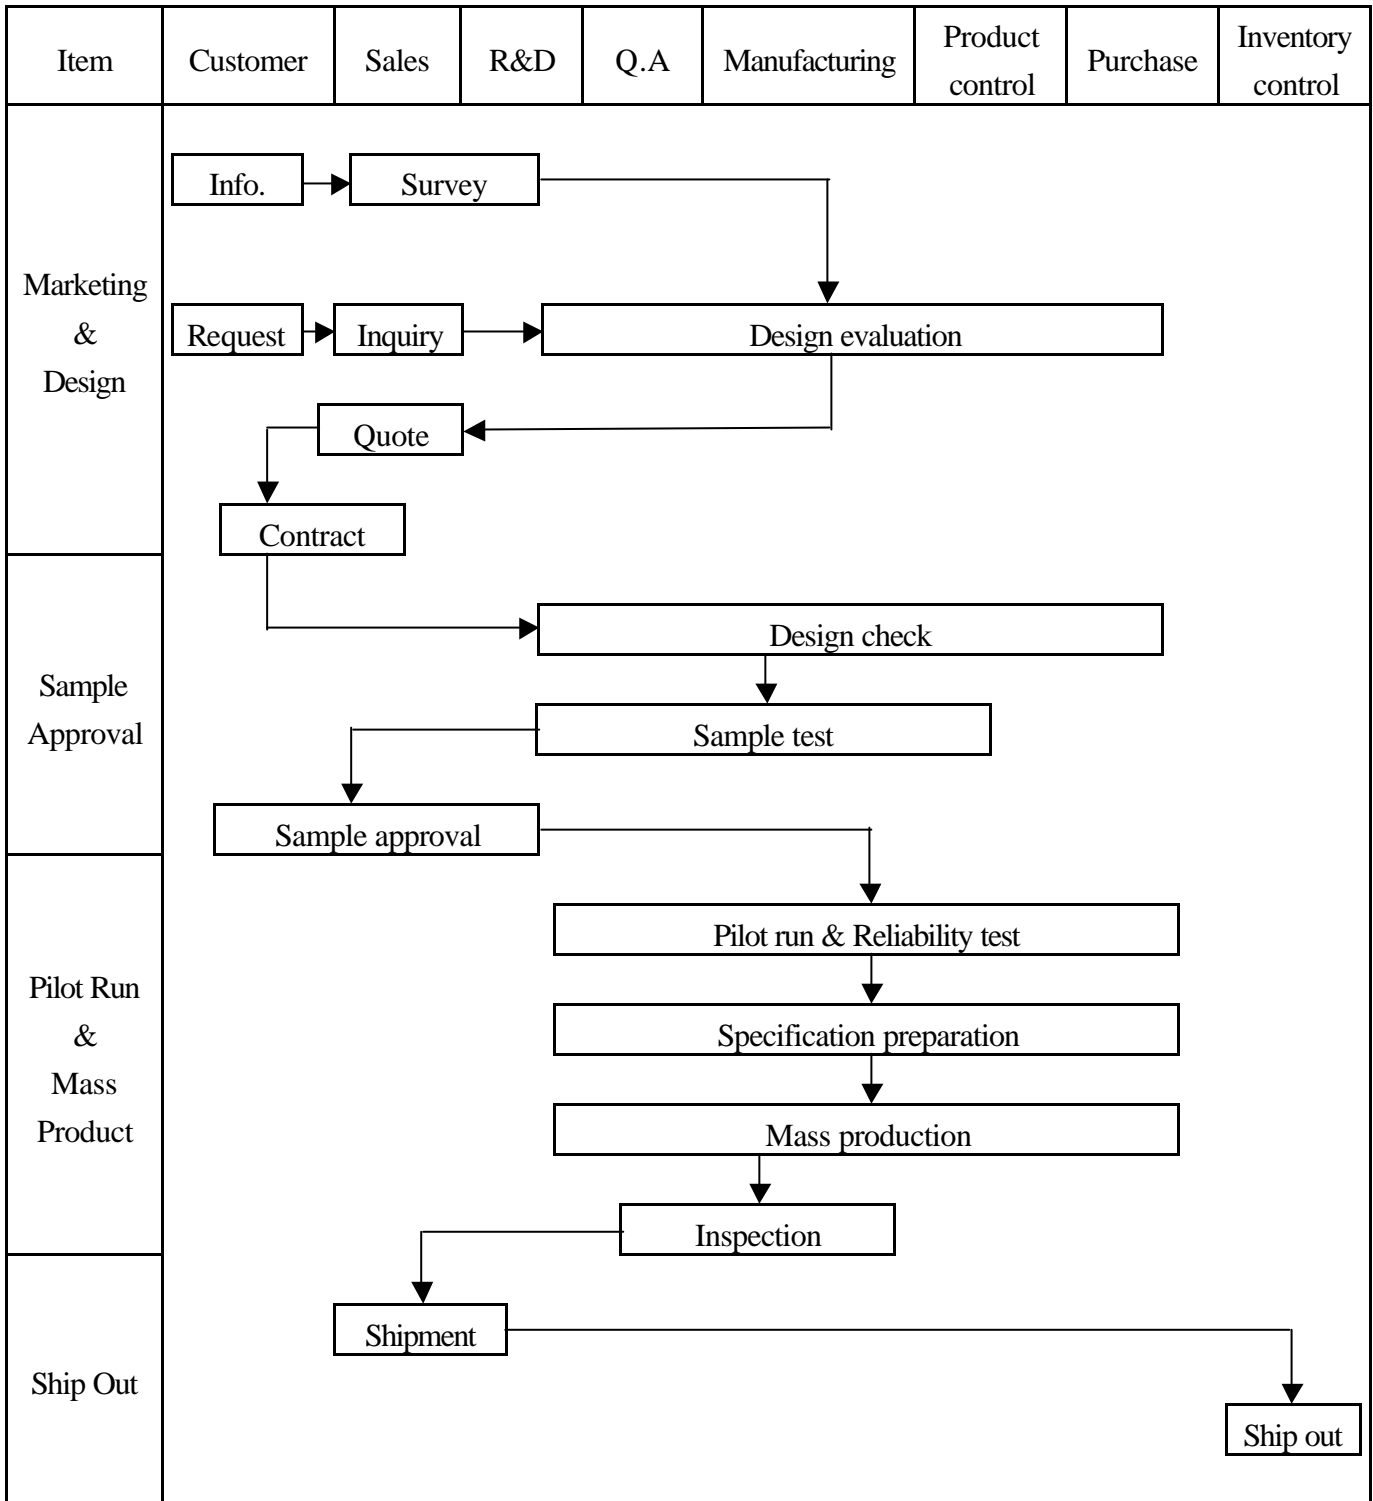 Item
Customer
Sales
R&D
Q.A
Manufacturing
Product
control
Purchase
Inventory
control
Marketing
&
Design
Info.
Survey
Request
Inquiry
Design evaluation
Quote
Contract
Sample
Approval
Design check
Sample test
Sample approval
Pilot Run
&
Mass
Product
Pilot run & Reliability test
Specification preparation
Mass production
Inspection
Ship Out
Shipment
Ship out